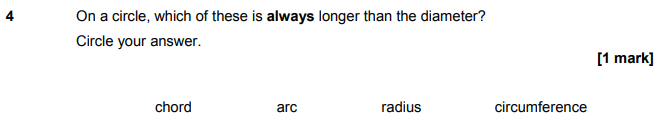 4 On a circle, which of these is always longer than the diameter?
Circle your answer.
[1 mark]
chord arc radius circumference